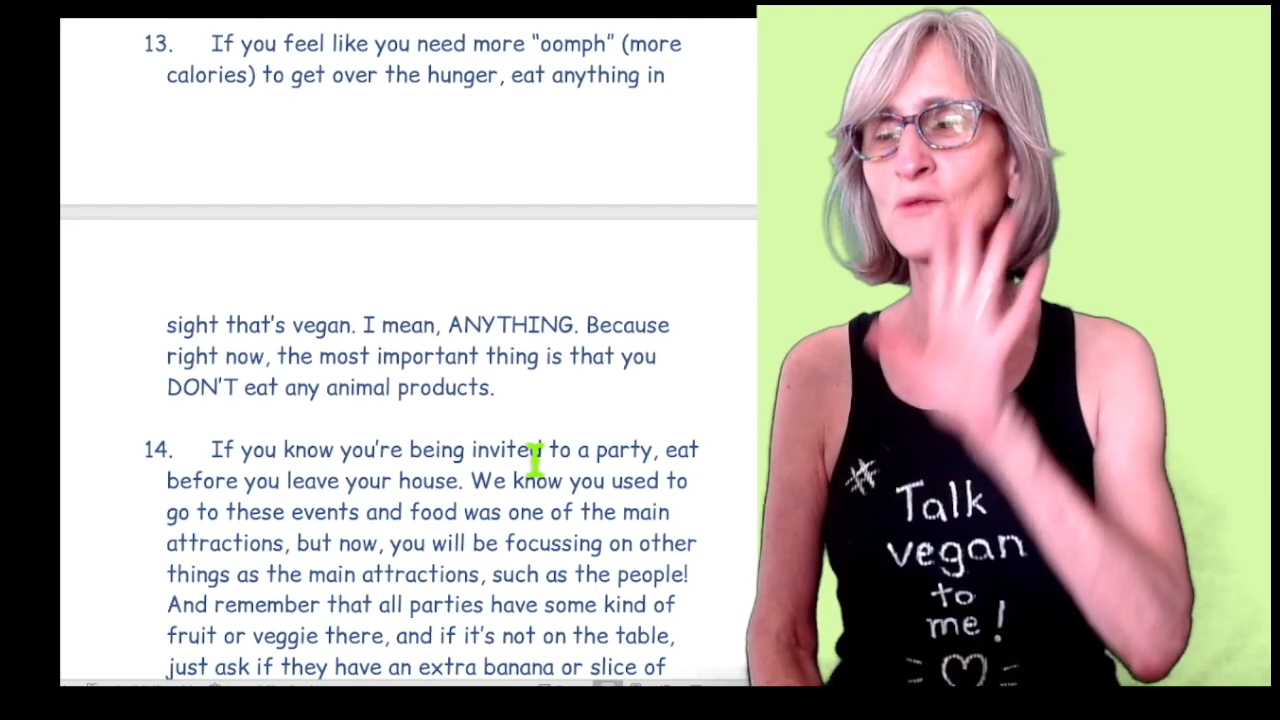 13. If you feel like you need more “oomph” (more
calories) to get over the hunger, eat anything in
sight that's vegan. I mean, ANYTHING. Because
right now, the most important thing is that you
DON'T eat any animal products.
14. If you know you're being invited to a party, eat
before you leave your house. We know you used to
go to these events and food was one of the main
attractions, but now, you will be focussing on other
things as the main attractions, such as the people!
And remember that all parties have some kind of
fruit or veggie there, and if it's not on the table,
just ask if they have an extra banana or slice of
# Talk
vegan
to
me!